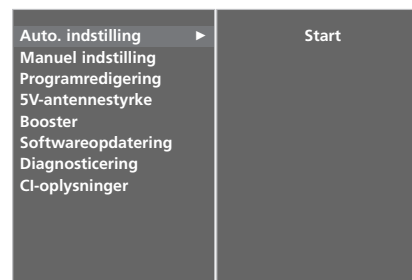 Auto. indstilling ► Start
Manuel indstilling
Programredigering
5V-antennestyrke
Booster
Softwareopdatering
Diagnosticering
CI-oplysninger